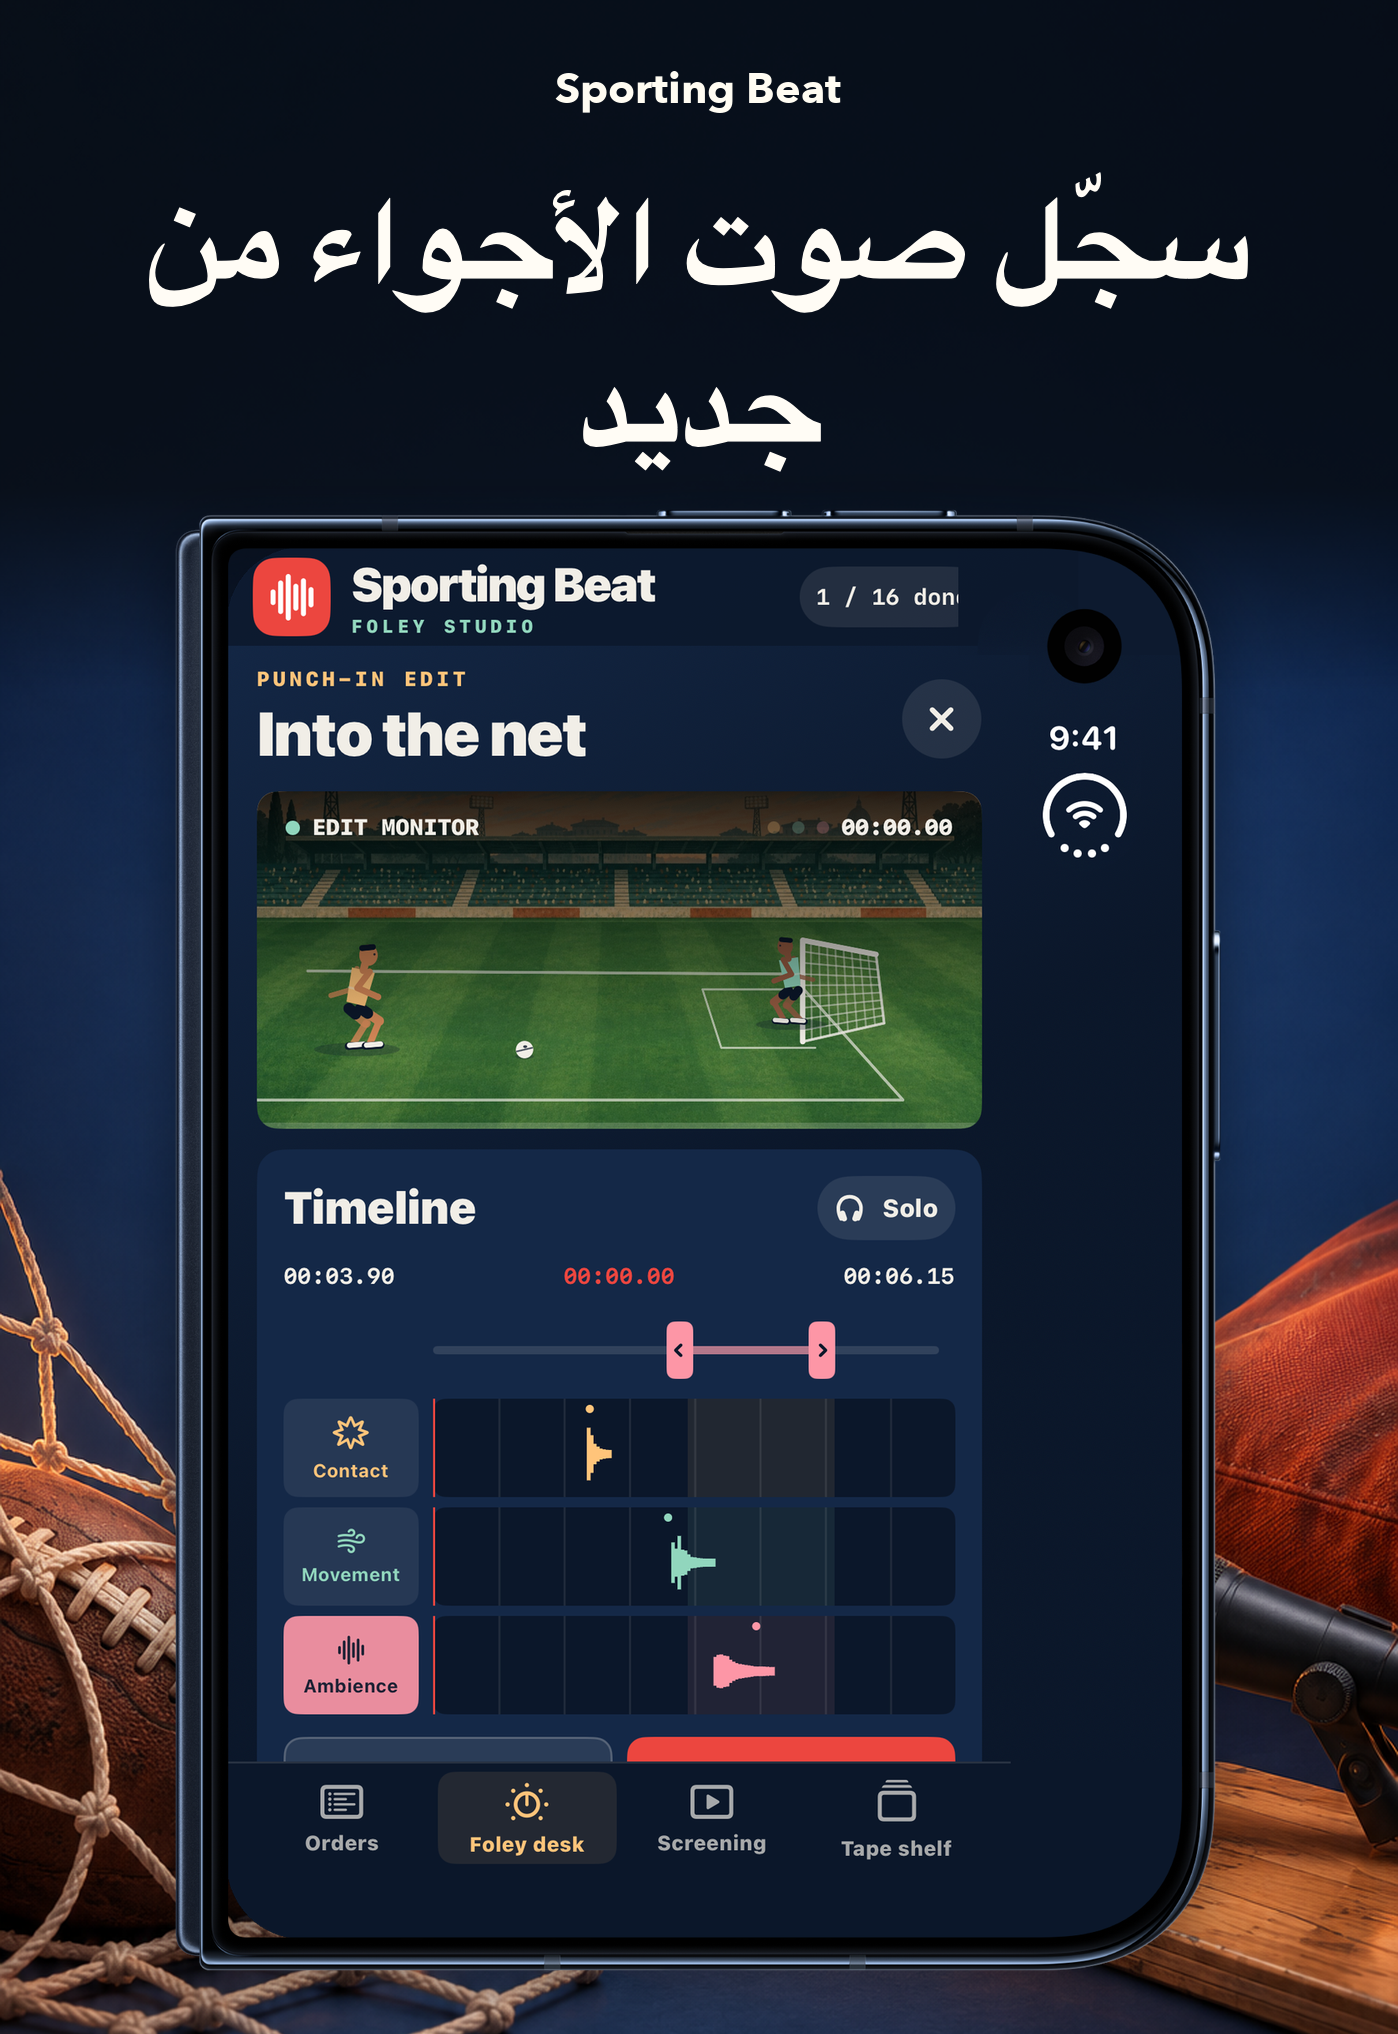 Sporting Beat
سجّل صوت الأجواء من
جديد
Sporting Beat
FOLEY STUDIO
1 / 16
PUNCH-IN EDIT
Into the net
9:41
EDIT MONITOR
00:00.00
Timeline
Solo
00:03.90
00:00.00
00:06.15
Contact
Movement
Ambience
Orders
Foley desk
Screening
Tape shelf